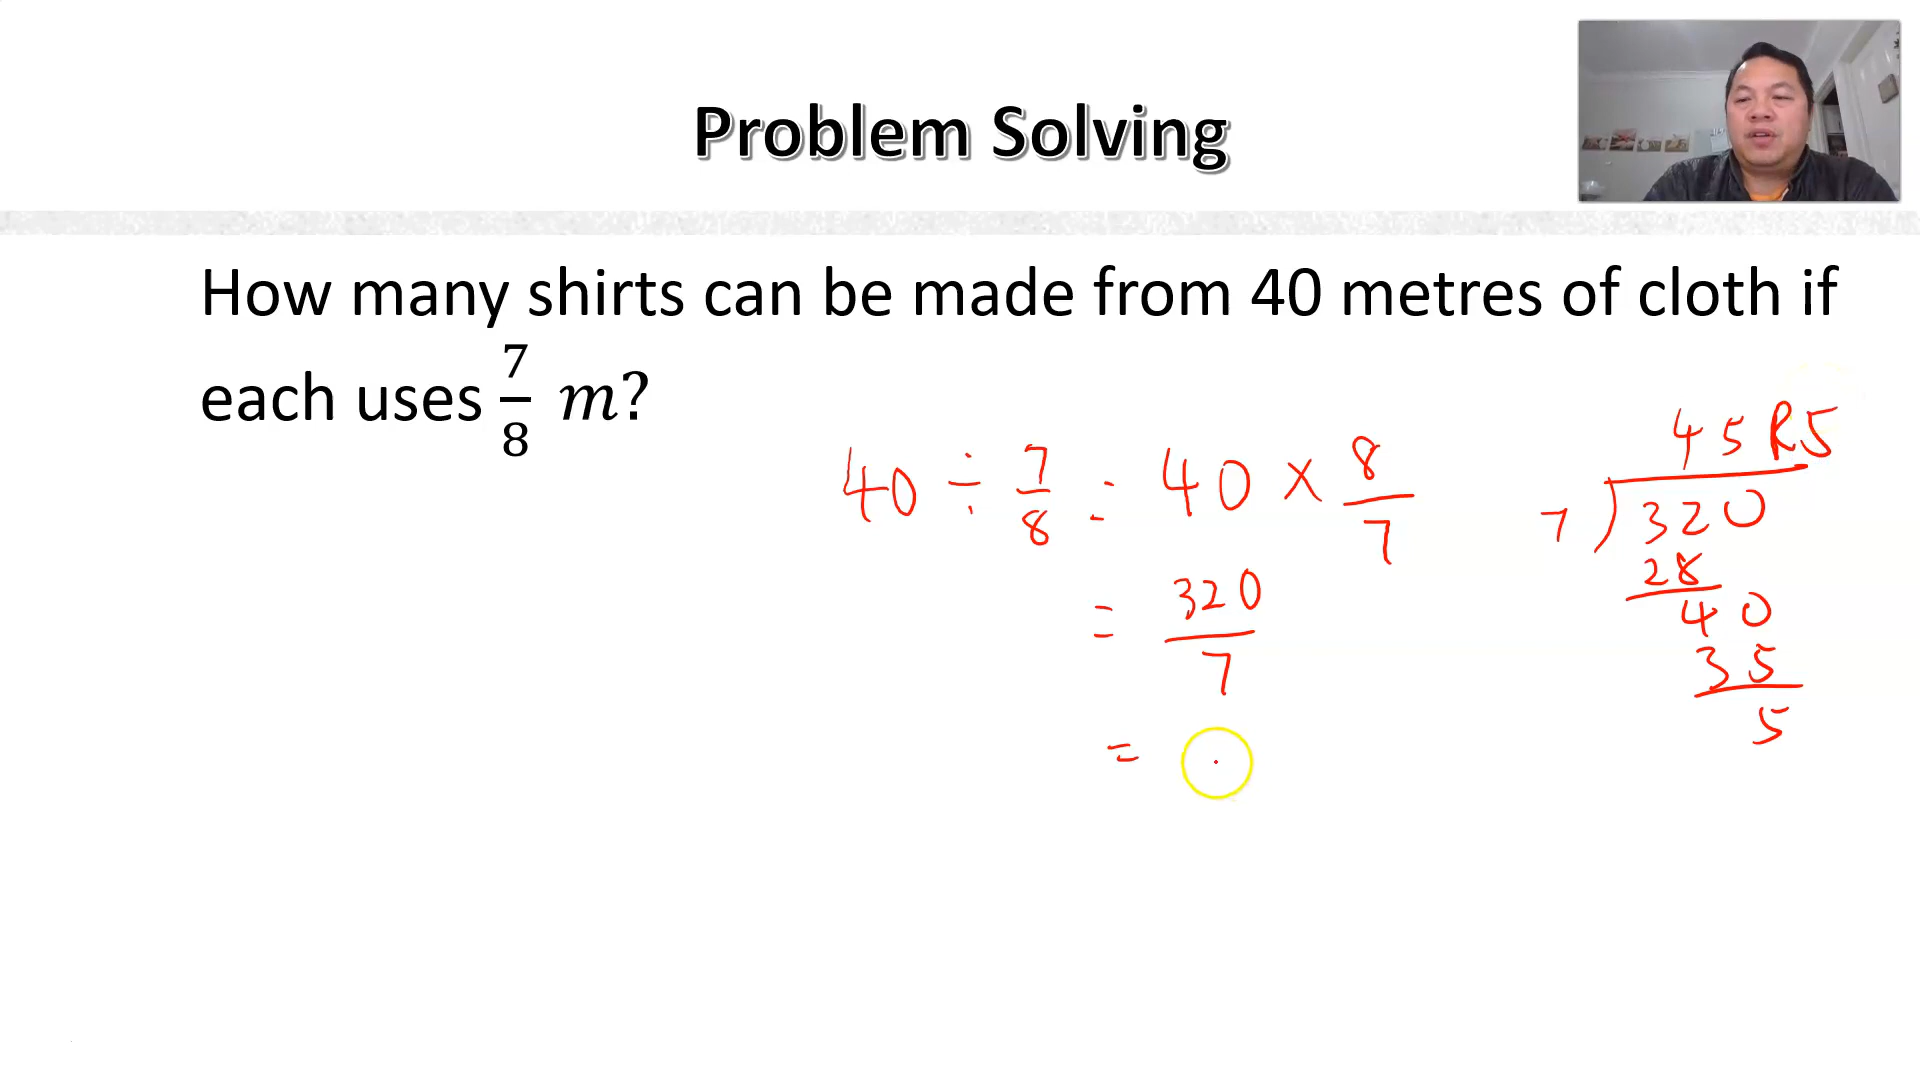 Problem Solving
How many shirts can be made from 40 metres of cloth if
each uses 7/8 m?
40 ÷ 7/8 = 40 × 8/7
= 320/7
=
45 R5
7 ) 320
28
40
35
5